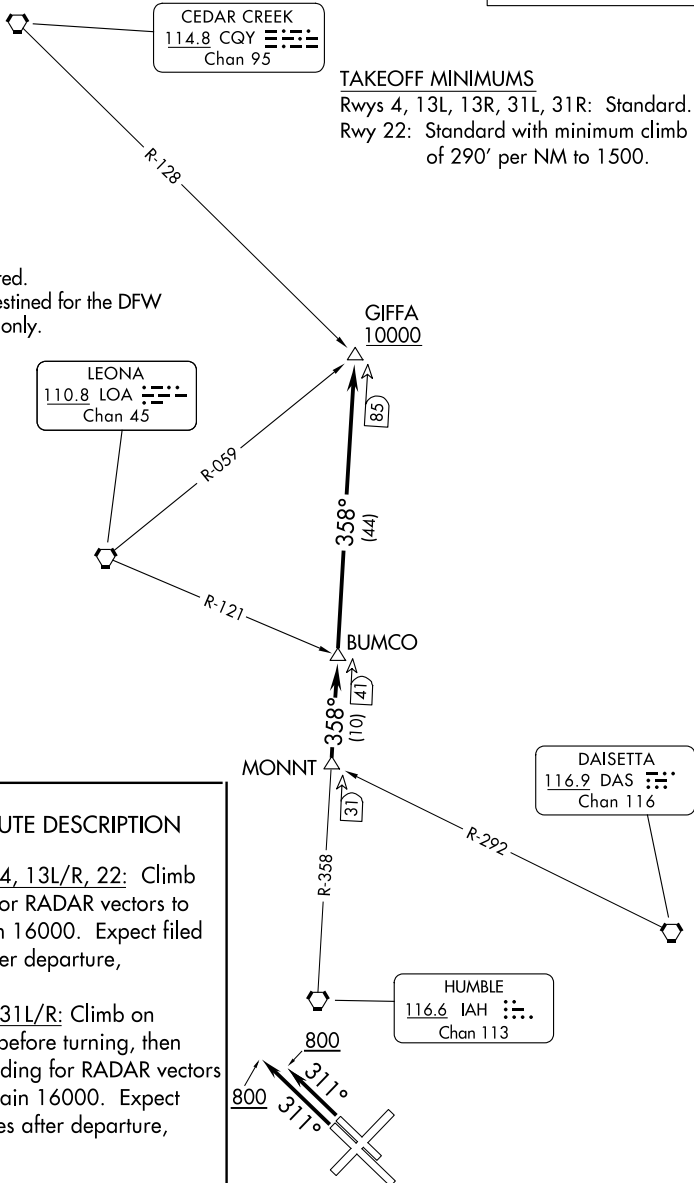 CEDAR CREEK
114.8 CQY
Chan 95
TAKEOFF MINIMUMS
Rwys 4, 13L, 13R, 31L, 31R: Standard.
Rwy 22: Standard with minimum climb
of 290' per NM to 1500.
R-128
estined for the DFW
only.
GIFFA
10000
LEONA
110.8 LOA
Chan 45
85
R-059
358°
(44)
R-121
BUMCO
41
358°
(10)
MONNT
31
DAISETTA
116.9 DAS
Chan 116
R-292
R-358
UTE DESCRIPTION
4, 13L/R, 22: Climb
or RADAR vectors to
n 16000. Expect filed
er departure,
HUMBLE
116.6 IAH
Chan 113
31L/R: Climb on
before turning, then
ding for RADAR vectors
ain 16000. Expect
es after departure,
800
311°
800
311°